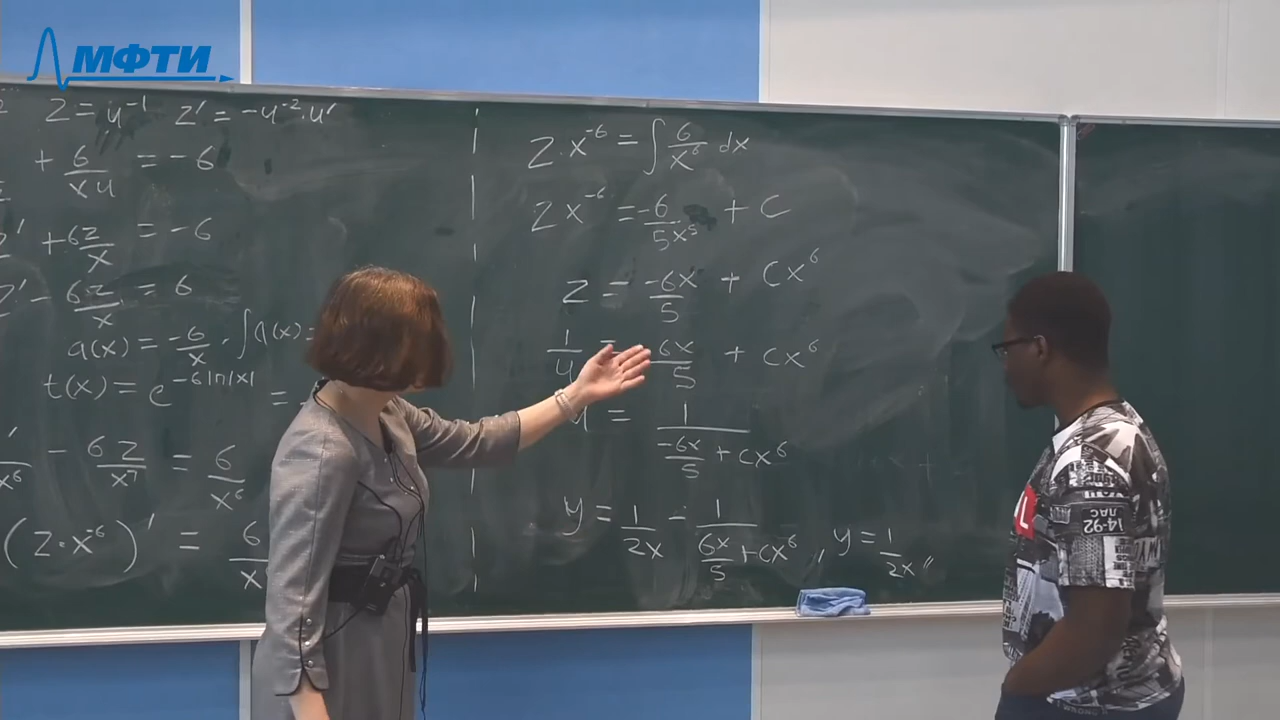 МФТИ
z = u⁻¹ z' = -u⁻²·u'
+ 6/(xu) = -6
z' + 6z/x = -6
z' - 6z/x = 6
a(x) = -6/x, ∫a(x)=
t(x) = e^(-6ln|x|) =
- 6z/x⁷ = 6/x⁶
(z·x⁻⁶)' = 6/x
z·x⁻⁶ = ∫ 6/x⁶ dx
zx⁻⁶ = -6/(5x⁵) + C
z = -6x/5 + Cx⁶
1/u = 6x/5 + Cx⁶
= 1/(-6x/5 + Cx⁶)
y = 1/(2x) - 1/(6x/5 + Cx⁶) „ y = 1/(2x) “
14-92
ЛАС